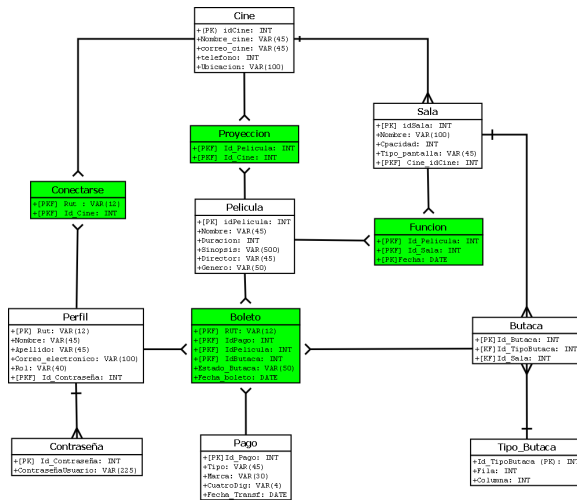 Cine
+(PK) idCine: INT
+Nombre_cine: VAR(45)
+correo_cine: VAR(45)
+telefono: INT
+Ubicacion: VAR(100)
Sala
+[PK] idSala: INT
+Nombre: VAR(100)
+Cpacidad: INT
+Tipo_pantalla: VAR(45)
+[PKF] Cine_idCine: INT
Proyeccion
+[PKF] Id_Pelicula: INT
+[PKF] Id_Cine: INT
Conectarse
+[PKF] Rut : VAR(12)
+[PKF] Id_Cine: INT
Pelicula
+[PK] idPelicula: INT
+Nombre: VAR(45)
+Duracion: INT
+Sinopsis: VAR(500)
+Director: VAR(45)
+Genero: VAR(50)
Funcion
+[PKF] Id_Pelicula: INT
+[PKF] Id_Sala: INT
+[PK]Fecha: DATE
Perfil
+[PK] Rut: VAR(12)
+Nombre: VAR(45)
+Apellido: VAR(45)
+Correo_electronico: VAR(100)
+Rol: VAR(40)
+[PKF] Id_Contraseña: INT
Boleto
+[PKF] RUT: VAR(12)
+[PKF] IdPago: INT
+[PKF] IdPelicula: INT
+[PKF] IdButaca: INT
+Estado_Butaca: VAR(50)
+Fecha_boleto: DATE
Butaca
+[PK]Id_Butaca: INT
+[KF]Id_TipoButaca: INT
+[KF]Id_Sala: INT
Contraseña
+[PK] Id_Contraseña: INT
+ContraseñaUsuario: VAR(225)
Pago
+[PK]Id_Pago: INT
+Tipo: VAR(45)
+Marca: VAR(30)
+CuatroDig: VAR(4)
+Fecha_Transf: DATE
Tipo_Butaca
+Id_TipoButaca (PK): INT
+Fila: INT
+Columna: INT